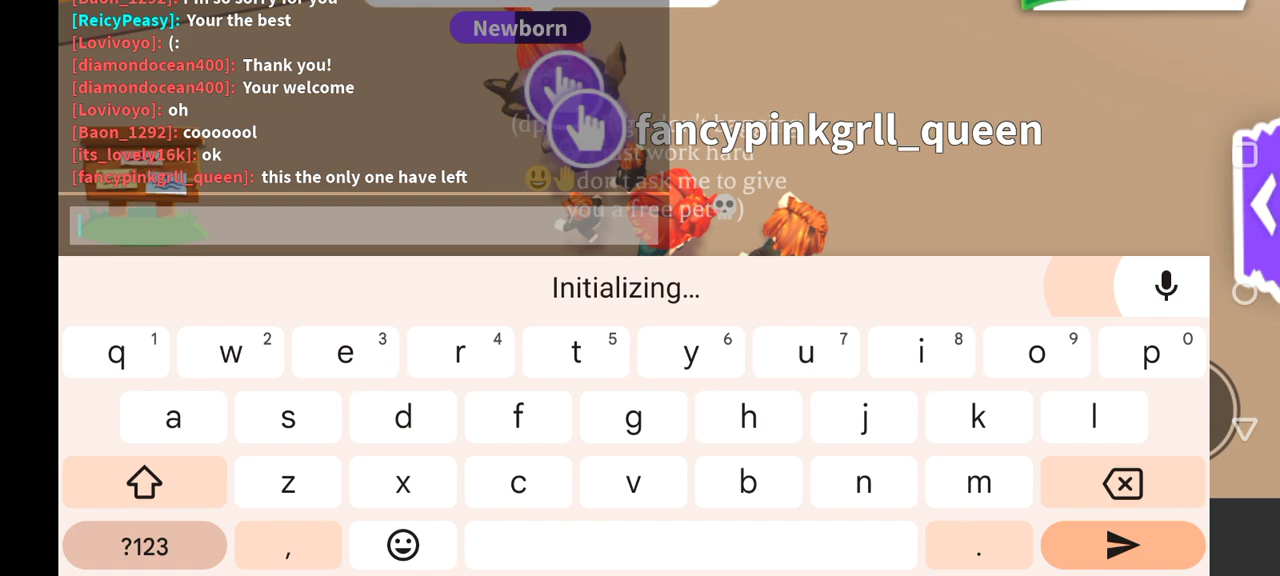 [ReicyPeasy]: Your the best
Newborn
[Lovivoyo]: (:
[diamondocean400]: Thank you!
[diamondocean400]: Your welcome
[Lovivoyo]: oh
[Baon_1292]: cooooool
[its_lovely16k]: ok
[fancypinkgrll_queen]: this the only one have left
fancypinkgrll_queen
work hard
😃🤚don't ask me to give
you a free pet💀)
Initializing...
q 1 w 2 e 3 r 4 t 5 y 6 u 7 i 8 o 9 p 0
a s d f g h j k l
z x c v b n m
?123 , .